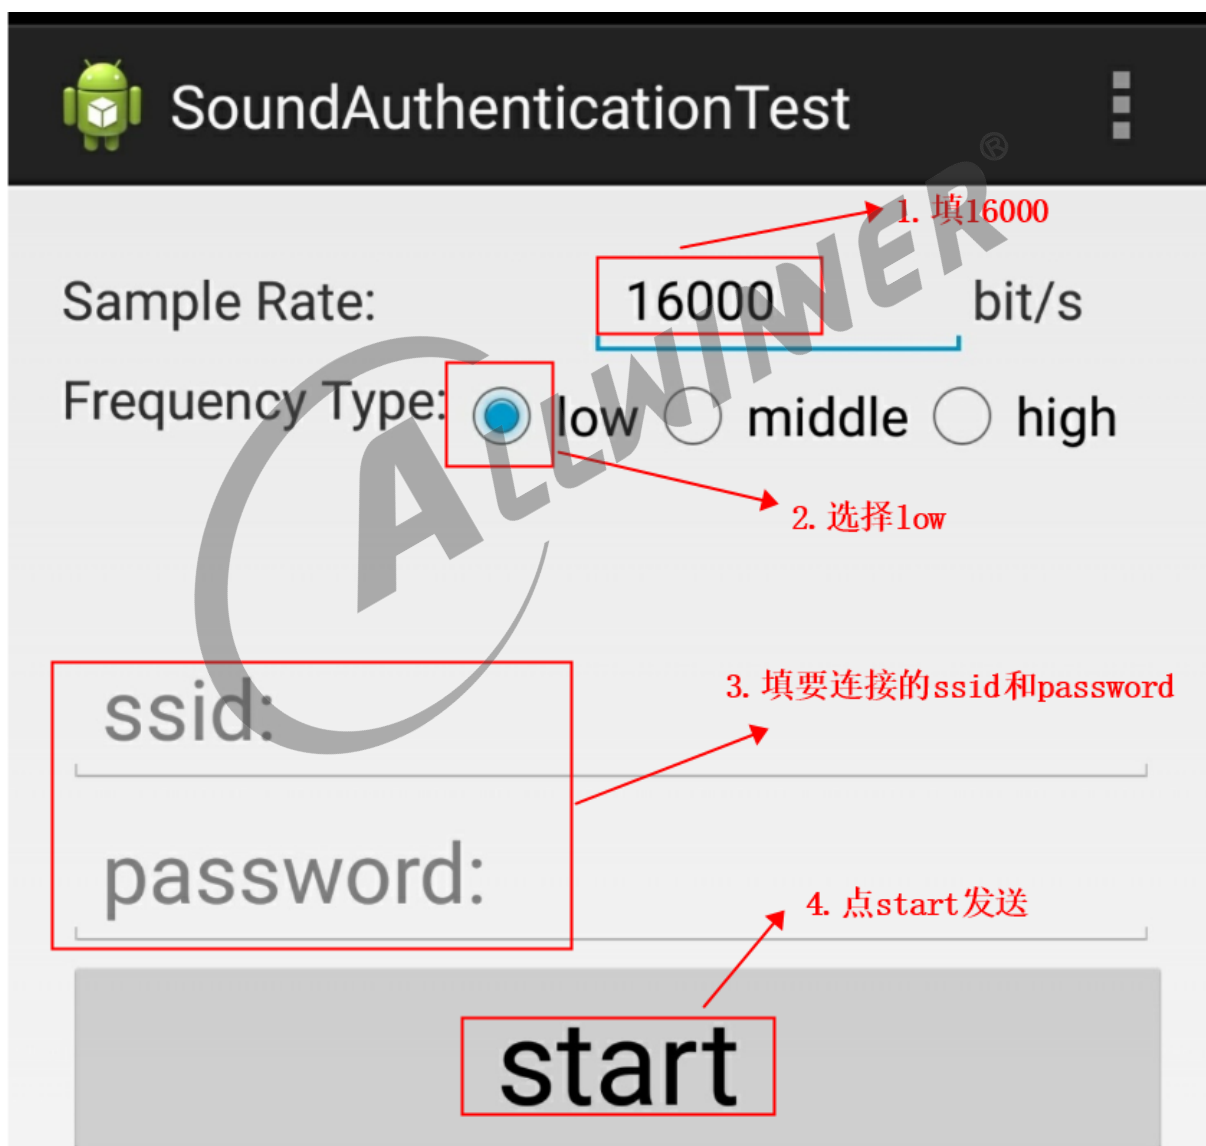 SoundAuthenticationTest
1. 填16000
Sample Rate: 16000 bit/s
Frequency Type: low middle high
2. 选择low
ALLWINNER®
ssid:
3. 填要连接的ssid和password
password:
4. 点start发送
start